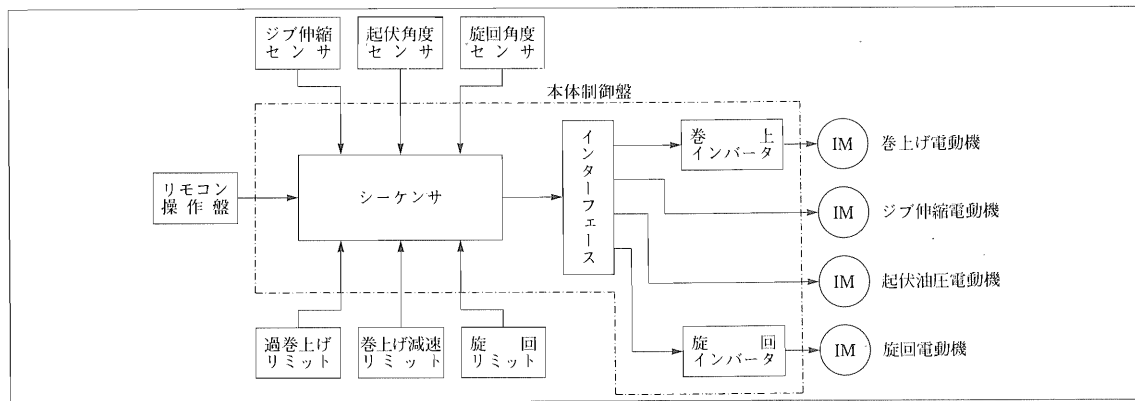 ジブ伸縮
センサ
起伏角度
センサ
旋回角度
センサ
本体制御盤
リモコン
操作盤
シーケンサ
インターフェース
巻上
インバータ
IM
巻上げ電動機
IM
ジブ伸縮電動機
IM
起伏油圧電動機
旋回
インバータ
IM
旋回電動機
過巻上げ
リミット
巻上げ減速
リミット
旋回
リミット